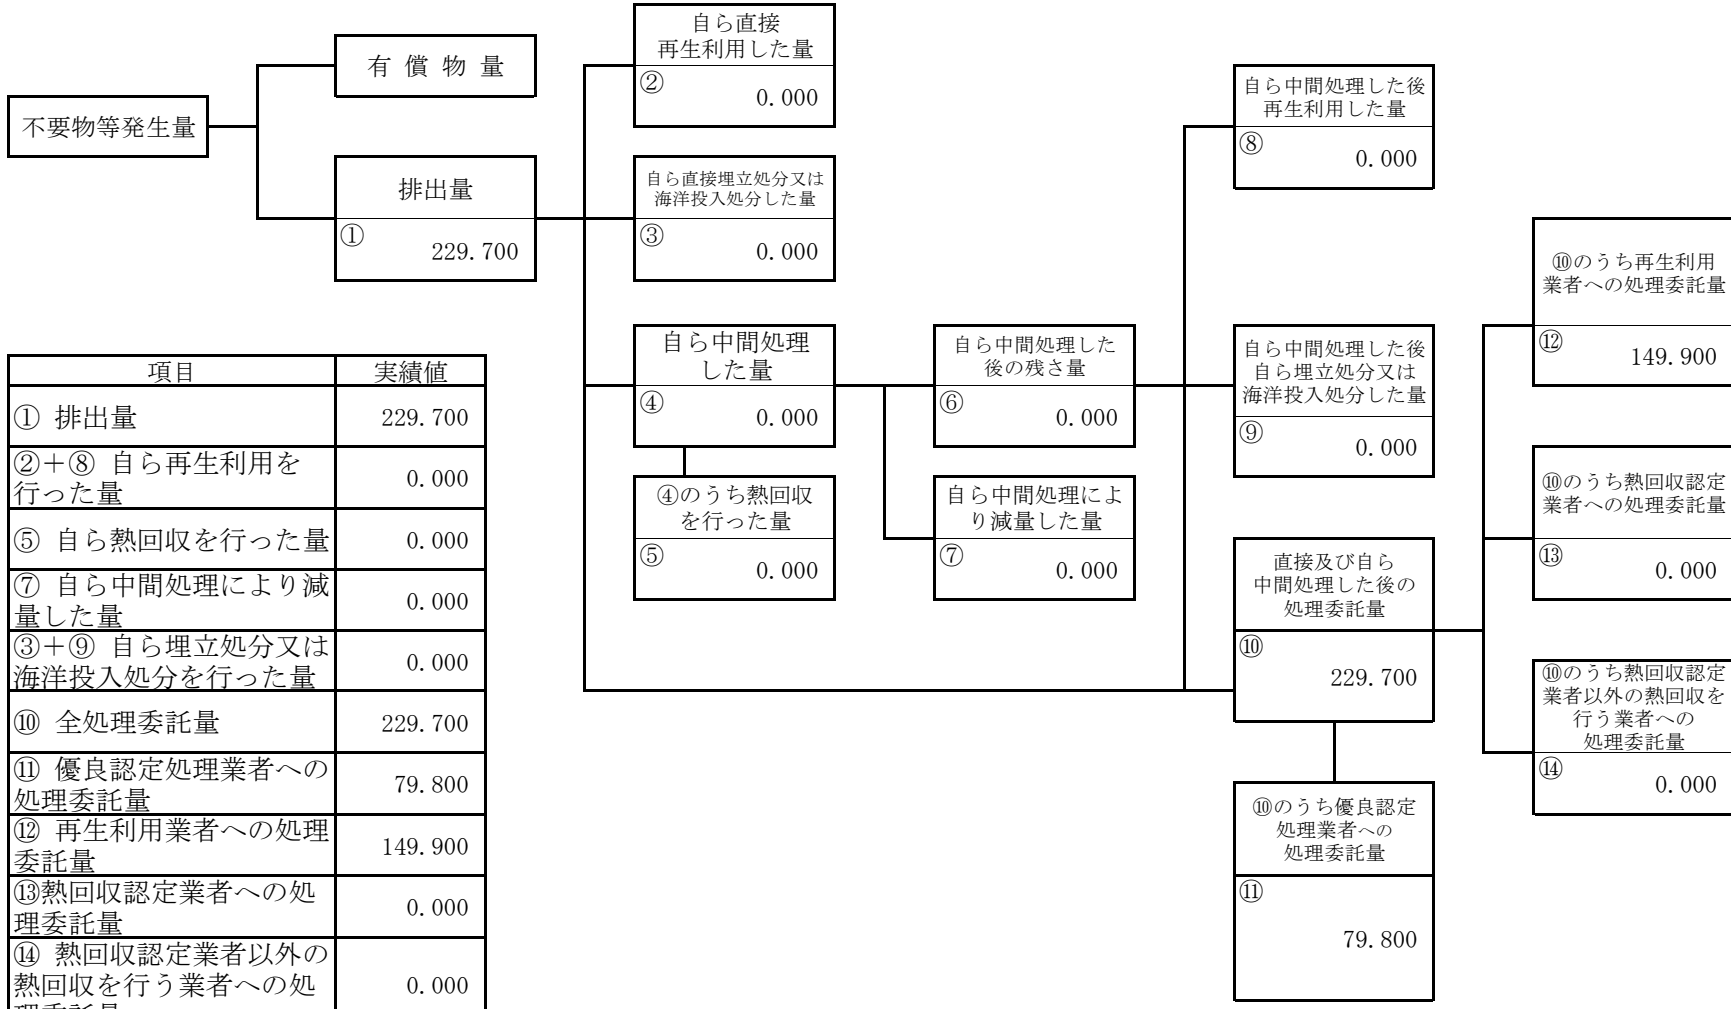 不要物等発生量
有 償 物 量
排出量
①
229.700
自ら直接
再生利用した量
②
0.000
自ら直接埋立処分又は
海洋投入処分した量
③
0.000
自ら中間処理
した量
④
0.000
④のうち熱回収
を行った量
⑤
0.000
自ら中間処理した
後の残さ量
⑥
0.000
自ら中間処理によ
り減量した量
⑦
0.000
自ら中間処理した後
再生利用した量
⑧
0.000
自ら中間処理した後
自ら埋立処分又は
海洋投入処分した量
⑨
0.000
直接及び自ら
中間処理した後の
処理委託量
⑩
229.700
⑩のうち優良認定
処理業者への
処理委託量
⑪
79.800
⑩のうち再生利用
業者への処理委託量
⑫
149.900
⑩のうち熱回収認定
業者への処理委託量
⑬
0.000
⑩のうち熱回収認定
業者以外の熱回収を
行う業者への
処理委託量
⑭
0.000
項目 実績値
① 排出量 229.700
②＋⑧ 自ら再生利用を
行った量 0.000
⑤ 自ら熱回収を行った量 0.000
⑦ 自ら中間処理により減
量した量 0.000
③＋⑨ 自ら埋立処分又は
海洋投入処分を行った量 0.000
⑩ 全処理委託量 229.700
⑪ 優良認定処理業者への
処理委託量 79.800
⑫ 再生利用業者への処理
委託量 149.900
⑬熱回収認定業者への処
理委託量 0.000
⑭ 熱回収認定業者以外の
熱回収を行う業者への処 0.000